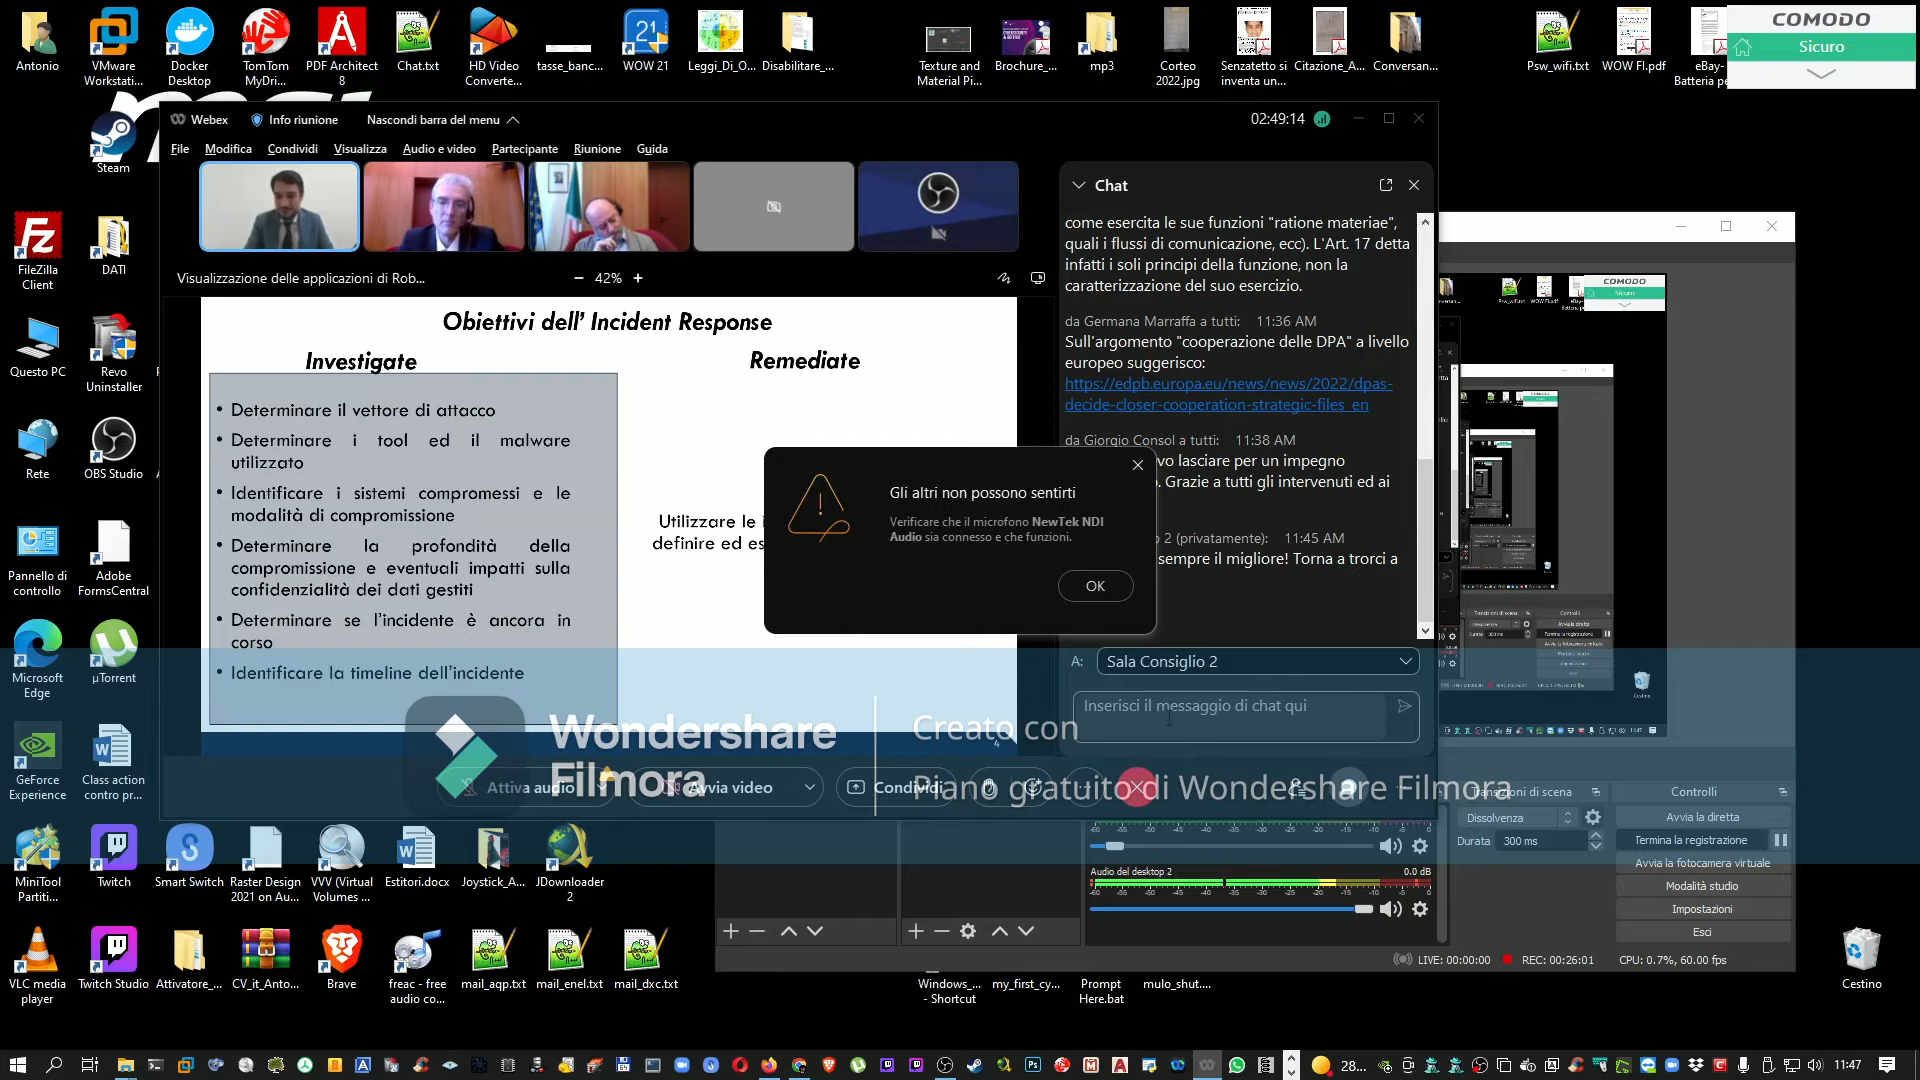 Antonio
VMware Workstati...
Docker Desktop
TomTom MyDri...
PDF Architect 8
Chat.txt
HD Video Converte...
tasse_banc...
WOW 21
Leggi_Di_O...
Disabilitare_...
Texture and Material Pi...
Brochure_...
mp3
Corteo 2022.jpg
Senzatetto si inventa un...
Citazione_A...
Conversan...
Psw_wifi.txt
WOW FI.pdf
eBay- Batteria pe
COMODO
Sicuro
Steam
FileZilla Client
DATI
Questo PC
Revo Uninstaller
Rete
OBS Studio
Pannello di controllo
Adobe FormsCentral
Microsoft Edge
µTorrent
GeForce Experience
Class action contro pr...
MiniTool Partiti...
Twitch
Smart Switch
Raster Design 2021 on Au...
VVV (Virtual Volumes ...
Estitori.docx
Joystick_A...
JDownloader 2
VLC media player
Twitch Studio
Attivatore_...
CV_it_Anto...
Brave
freac - free audio co...
mail_aqp.txt
mail_enel.txt
mail_dxc.txt
Windows_... - Shortcut
my_first_cy...
Prompt Here.bat
mulo_shut....
Cestino
Webex
Info riunione
Nascondi barra del menu
02:49:14
File
Modifica
Condividi
Visualizza
Audio e video
Partecipante
Riunione
Guida
Visualizzazione delle applicazioni di Rob...
42%
Obiettivi dell' Incident Response
Investigate
Remediate
• Determinare il vettore di attacco
• Determinare i tool ed il malware
utilizzato
• Identificare i sistemi compromessi e le
modalità di compromissione
• Determinare la profondità della
compromissione e eventuali impatti sulla
confidenzialità dei dati gestiti
• Determinare se l'incidente è ancora in
corso
• Identificare la timeline dell'incidente
Utilizzare le
definire ed es
4
Chat
come esercita le sue funzioni "ratione materiae",
quali i flussi di comunicazione, ecc). L'Art. 17 detta
infatti i soli principi della funzione, non la
caratterizzazione del suo esercizio.
da Germana Marraffa a tutti: 11:36 AM
Sull'argomento "cooperazione delle DPA" a livello
europeo suggerisco:
https://edpb.europa.eu/news/news/2022/dpas-
decide-closer-cooperation-strategic-files_en
da Giorgio Consol a tutti: 11:38 AM
vo lasciare per un impegno
. Grazie a tutti gli intervenuti ed ai
2 (privatamente): 11:45 AM
sempre il migliore! Torna a trorci a
A: Sala Consiglio 2
Inserisci il messaggio di chat qui
Gli altri non possono sentirti
Verificare che il microfono NewTek NDI
Audio sia connesso e che funzioni.
OK
Attiva audio
Avvia video
Condividi
Wondershare
Filmora
Creato con
Piano gratuito di Wondershare Filmora
Audio del desktop 2
0.0 dB
-60 -55 -50 -45 -40 -35 -30 -25 -20 -15 -10 -5 0
Transizioni di scena
Dissolvenza
Durata 300 ms
Controlli
Avvia la diretta
Termina la registrazione
Avvia la fotocamera virtuale
Modalità studio
Impostazioni
Esci
LIVE: 00:00:00
REC: 00:26:01
CPU: 0.7%, 60.00 fps
28...
11:47